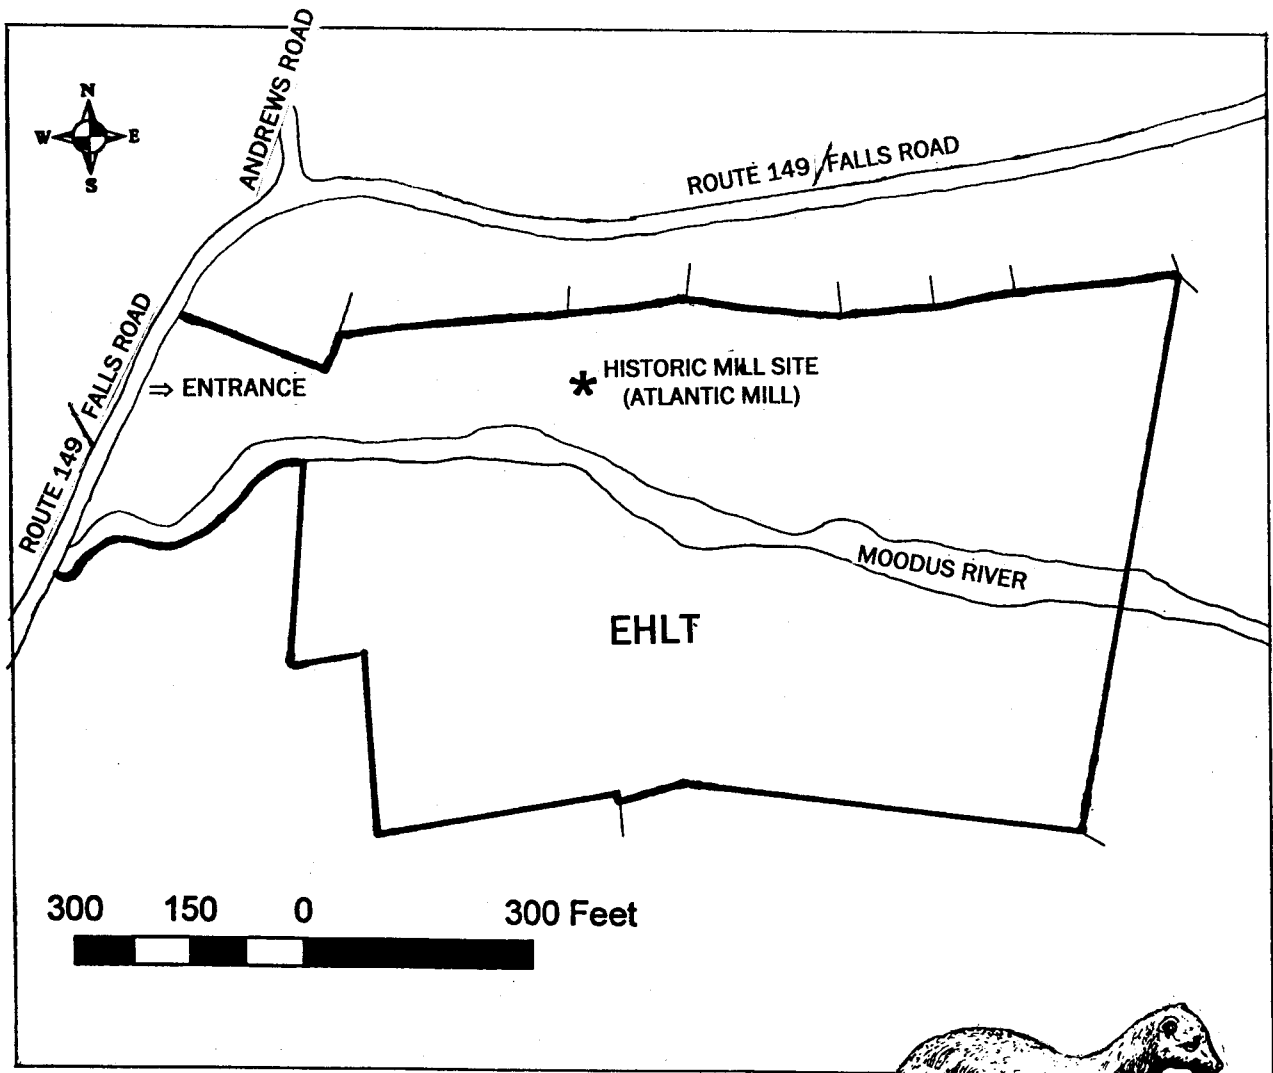 N
W E
S
ANDREWS ROAD
ROUTE 149/FALLS ROAD
ROUTE 149/FALLS ROAD
⇒ ENTRANCE
* HISTORIC MILL SITE
(ATLANTIC MILL)
MOODUS RIVER
EHLT
300 150 0 300 Feet